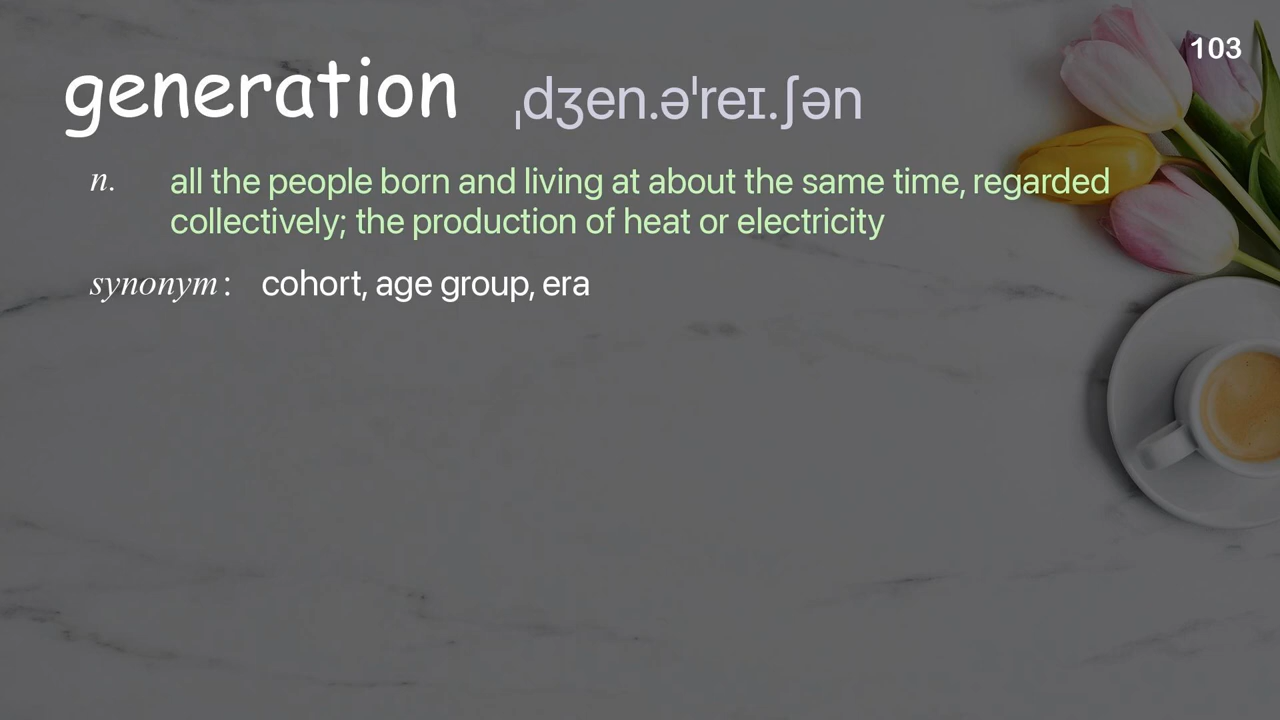 103
generation ˌdʒen.əˈreɪ.ʃən
n. all the people born and living at about the same time, regarded
collectively; the production of heat or electricity
synonym : cohort, age group, era